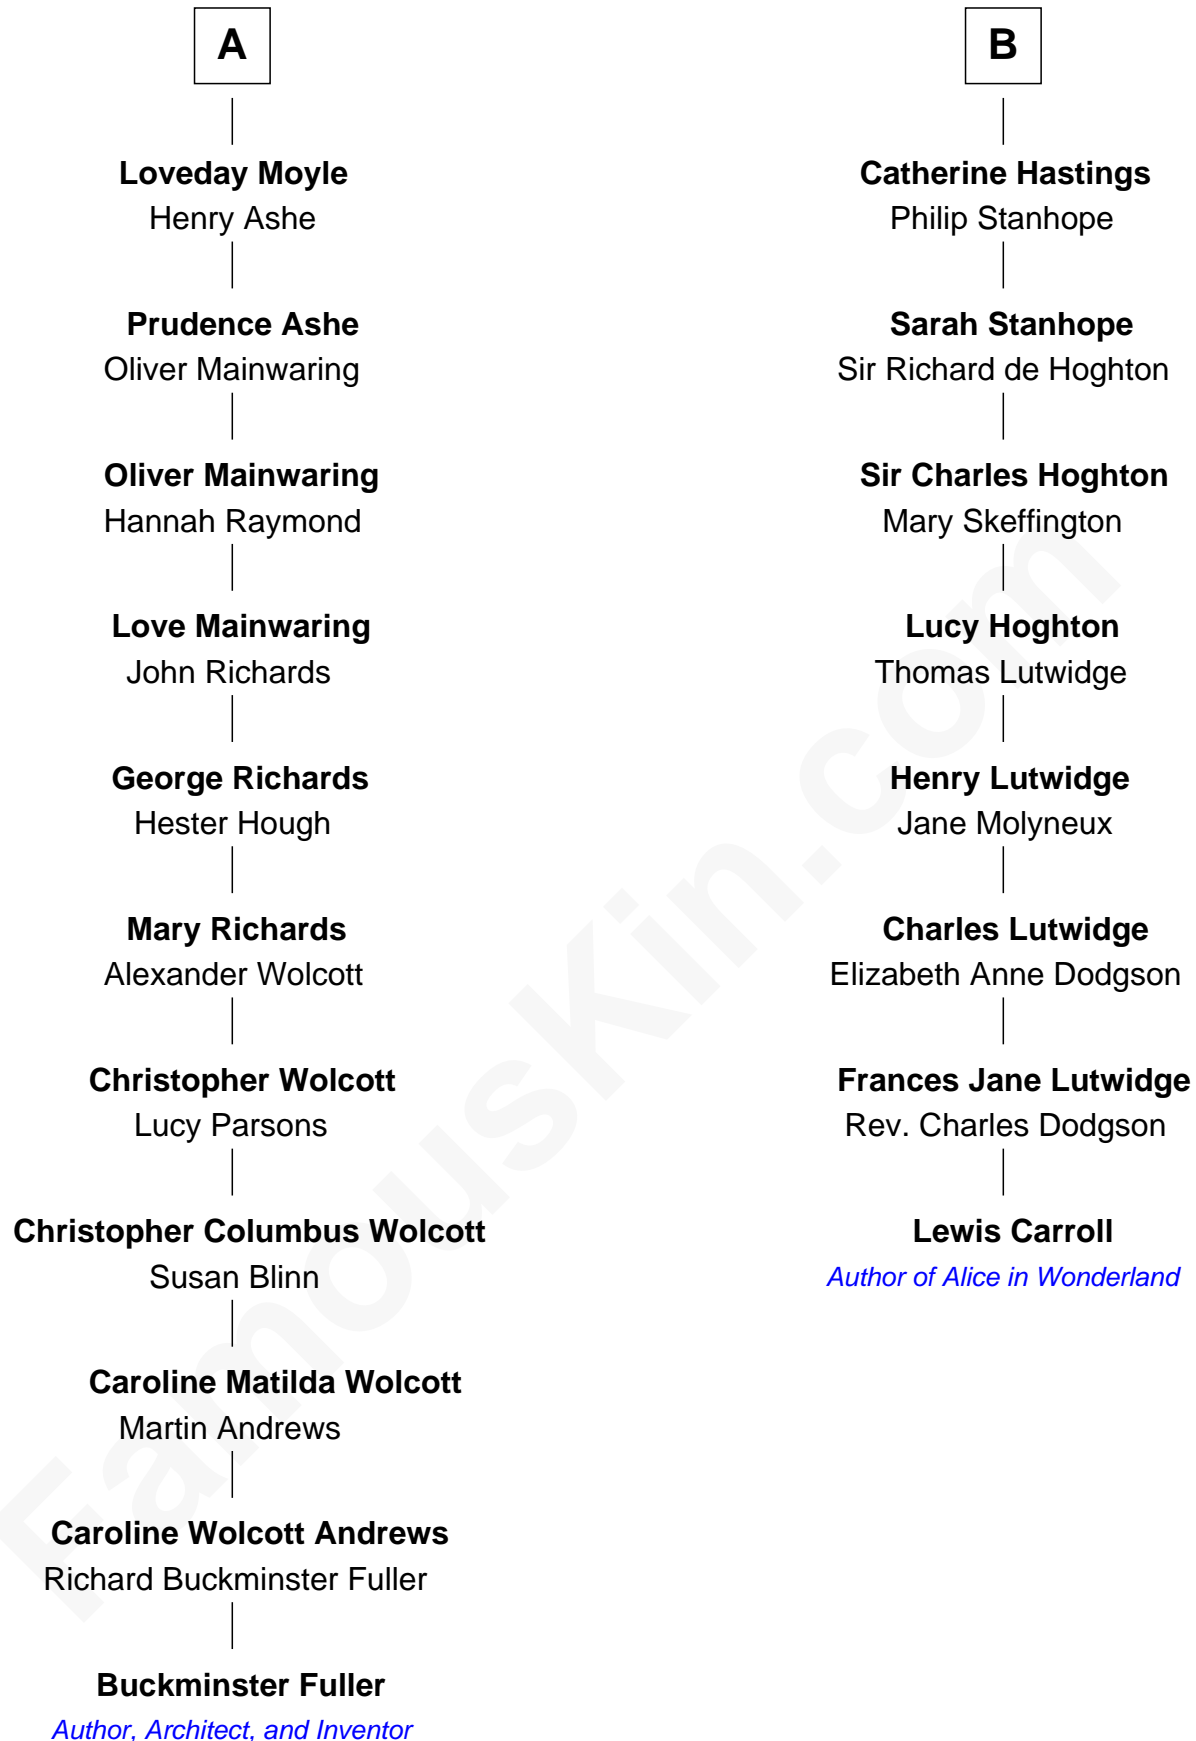 A
Loveday Moyle
Henry Ashe
Prudence Ashe
Oliver Mainwaring
Oliver Mainwaring
Hannah Raymond
Love Mainwaring
John Richards
George Richards
Hester Hough
Mary Richards
Alexander Wolcott
Christopher Wolcott
Lucy Parsons
Christopher Columbus Wolcott
Susan Blinn
Caroline Matilda Wolcott
Martin Andrews
Caroline Wolcott Andrews
Richard Buckminster Fuller
Buckminster Fuller
Author, Architect, and Inventor
B
Catherine Hastings
Philip Stanhope
Sarah Stanhope
Sir Richard de Hoghton
Sir Charles Hoghton
Mary Skeffington
Lucy Hoghton
Thomas Lutwidge
Henry Lutwidge
Jane Molyneux
Charles Lutwidge
Elizabeth Anne Dodgson
Frances Jane Lutwidge
Rev. Charles Dodgson
Lewis Carroll
Author of Alice in Wonderland
FamousKin.com